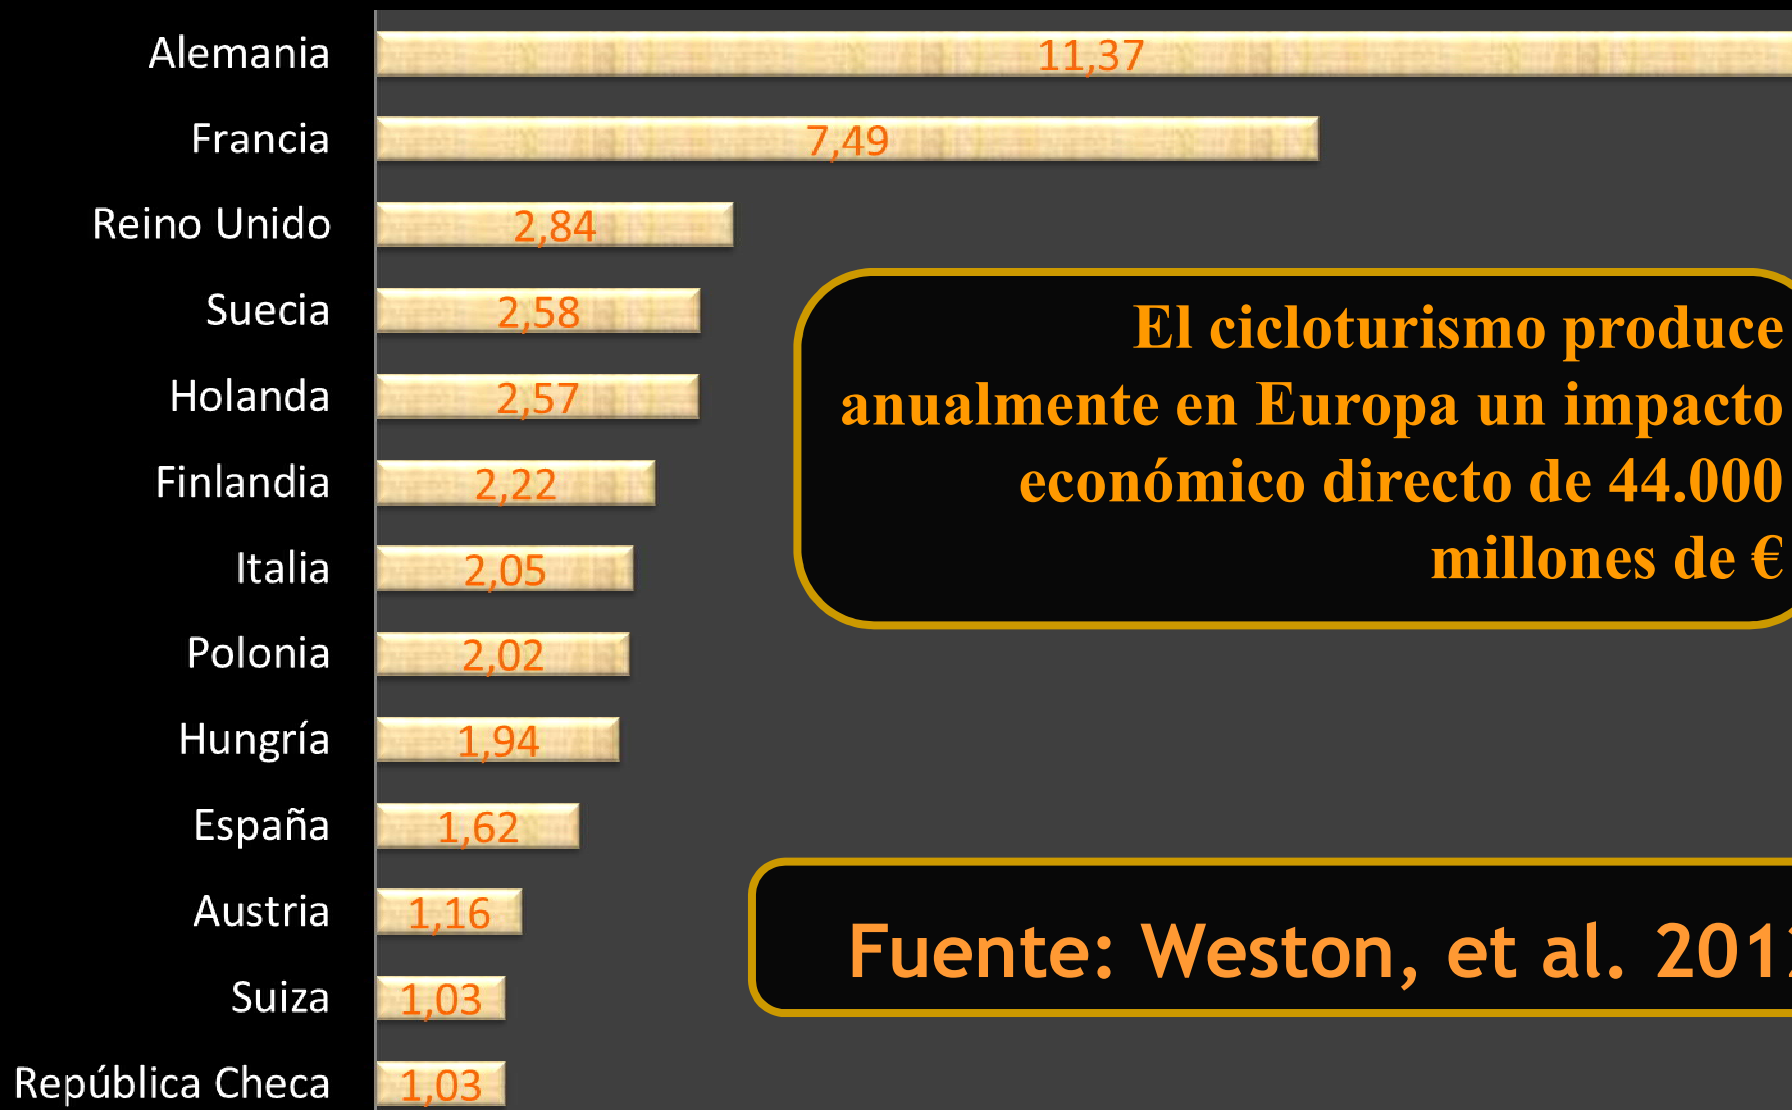 Alemania 11,37
Francia 7,49
Reino Unido 2,84
Suecia 2,58
Holanda 2,57
Finlandia 2,22
Italia 2,05
Polonia 2,02
Hungría 1,94
España 1,62
Austria 1,16
Suiza 1,03
República Checa 1,03
El cicloturismo produce
anualmente en Europa un impacto
económico directo de 44.000
millones de €
Fuente: Weston, et al.